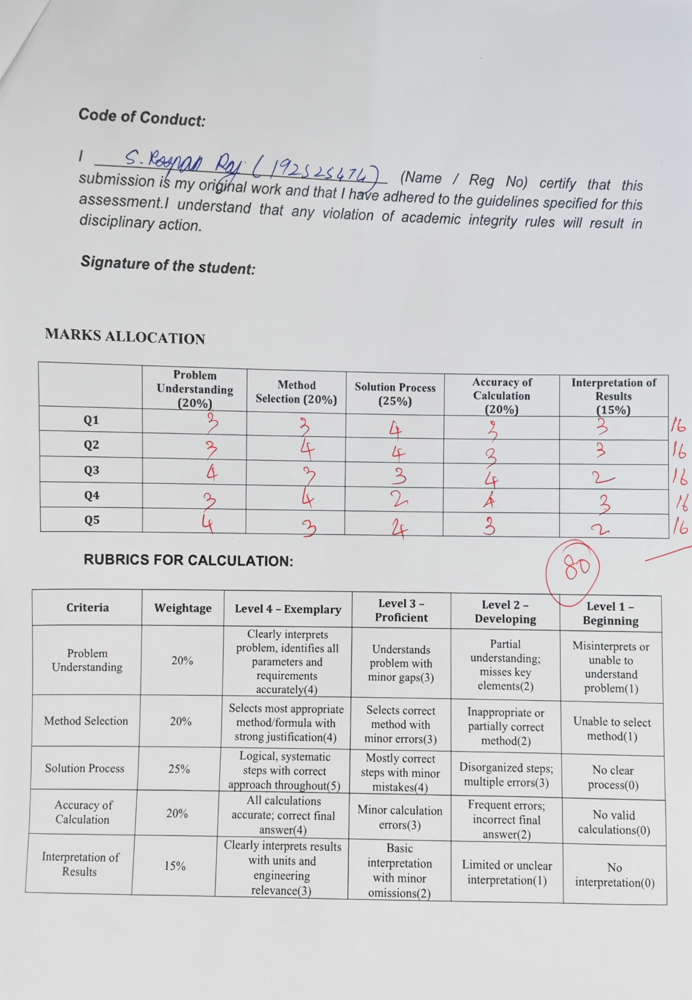 Code of Conduct:
I S. Roopan Raj (192525474) (Name / Reg No) certify that this
submission is my original work and that I have adhered to the guidelines specified for this
assessment.I understand that any violation of academic integrity rules will result in
disciplinary action.
Signature of the student:
MARKS ALLOCATION
Problem Understanding (20%) Method Selection (20%) Solution Process (25%) Accuracy of Calculation (20%) Interpretation of Results (15%)
Q1 3 3 4 3 3 16
Q2 3 4 4 3 3 16
Q3 4 3 3 4 2 16
Q4 3 4 2 4 3 16
Q5 4 3 4 3 2 16
80
RUBRICS FOR CALCULATION:
Criteria Weightage Level 4 – Exemplary Level 3 – Proficient Level 2 – Developing Level 1 – Beginning
Problem Understanding 20% Clearly interprets problem, identifies all parameters and requirements accurately(4) Understands problem with minor gaps(3) Partial understanding; misses key elements(2) Misinterprets or unable to understand problem(1)
Method Selection 20% Selects most appropriate method/formula with strong justification(4) Selects correct method with minor errors(3) Inappropriate or partially correct method(2) Unable to select method(1)
Solution Process 25% Logical, systematic steps with correct approach throughout(5) Mostly correct steps with minor mistakes(4) Disorganized steps; multiple errors(3) No clear process(0)
Accuracy of Calculation 20% All calculations accurate; correct final answer(4) Minor calculation errors(3) Frequent errors; incorrect final answer(2) No valid calculations(0)
Interpretation of Results 15% Clearly interprets results with units and engineering relevance(3) Basic interpretation with minor omissions(2) Limited or unclear interpretation(1) No interpretation(0)